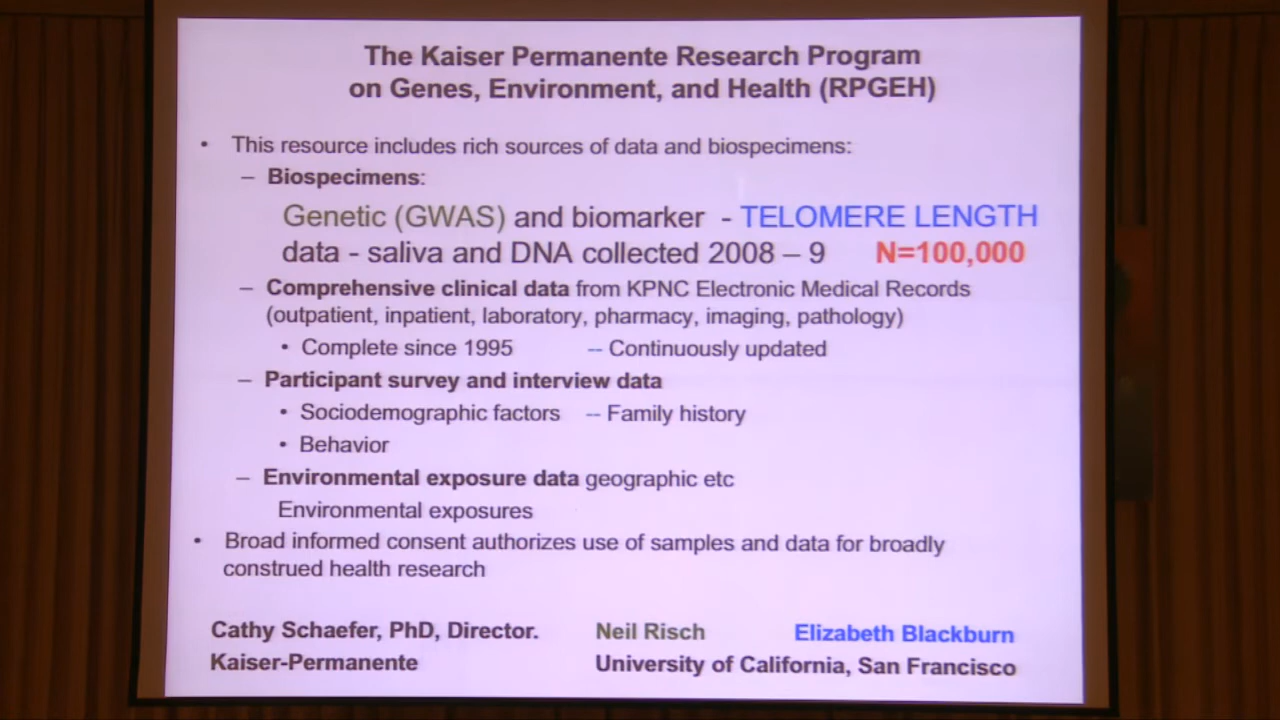 The Kaiser Permanente Research Program
on Genes, Environment, and Health (RPGEH)
• This resource includes rich sources of data and biospecimens:
– Biospecimens:
Genetic (GWAS) and biomarker - TELOMERE LENGTH
data - saliva and DNA collected 2008 – 9 N=100,000
– Comprehensive clinical data from KPNC Electronic Medical Records
(outpatient, inpatient, laboratory, pharmacy, imaging, pathology)
• Complete since 1995 -- Continuously updated
– Participant survey and interview data
• Sociodemographic factors -- Family history
• Behavior
– Environmental exposure data geographic etc
Environmental exposures
• Broad informed consent authorizes use of samples and data for broadly
construed health research
Cathy Schaefer, PhD, Director. Neil Risch Elizabeth Blackburn
Kaiser-Permanente University of California, San Francisco